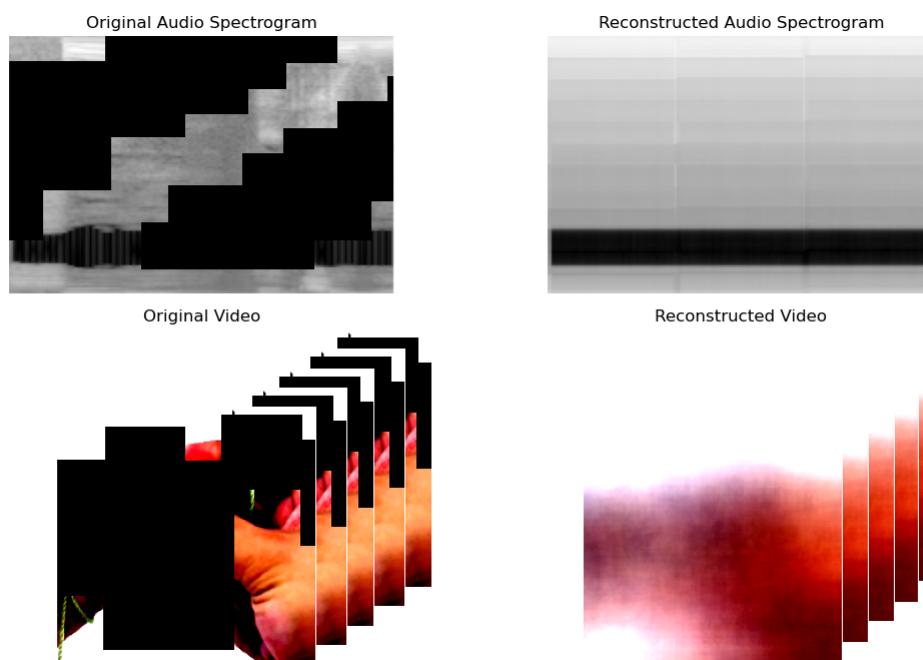 Original Audio Spectrogram
Reconstructed Audio Spectrogram
Original Video
Reconstructed Video